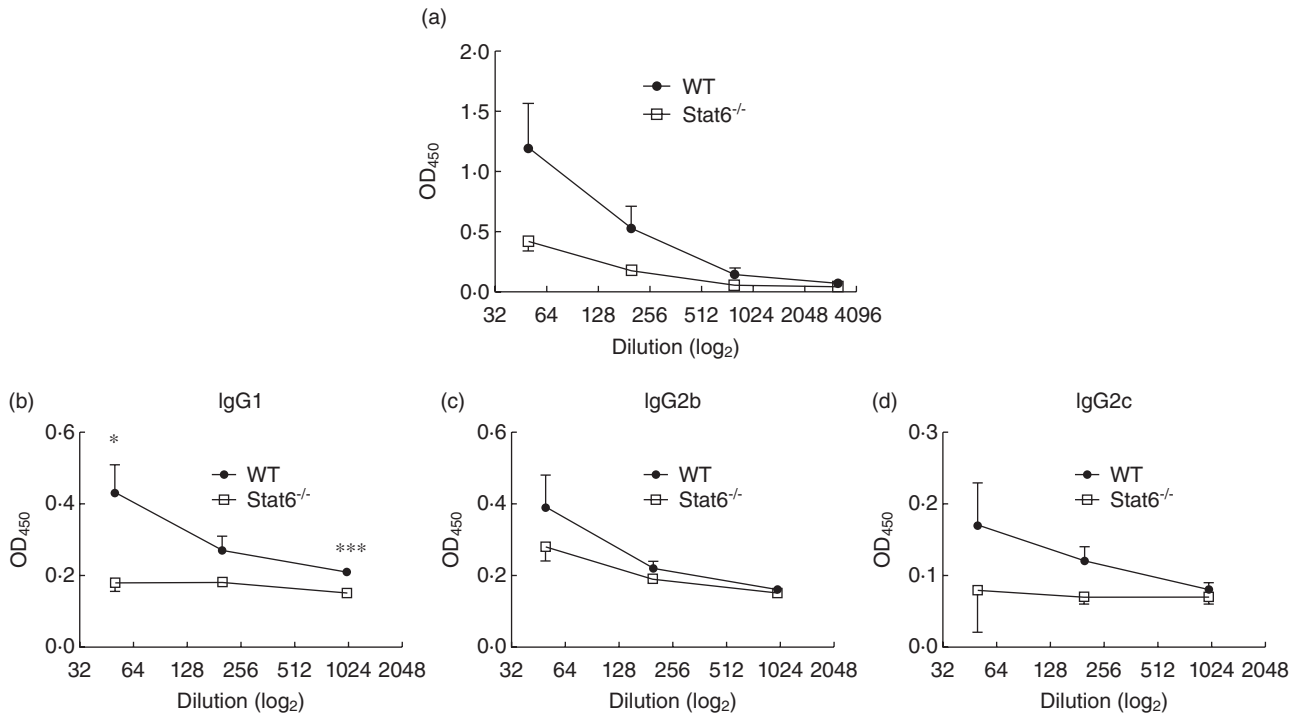 (a)
2·0
1·5
1·0
0·5
0·0
OD450
WT
Stat6-/-
32 64 128 256 512 1024 2048 4096
Dilution (log2)
(b) IgG1
0·6
0·4
0·2
0·0
OD450
*
***
WT
Stat6-/-
32 64 128 256 512 1024 2048
Dilution (log2)
(c) IgG2b
0·6
0·4
0·2
0·0
OD450
WT
Stat6-/-
32 64 128 256 512 1024 2048
Dilution (log2)
(d) IgG2c
0·3
0·2
0·1
0·0
OD450
WT
Stat6-/-
32 64 128 256 512 1024 2048
Dilution (log2)